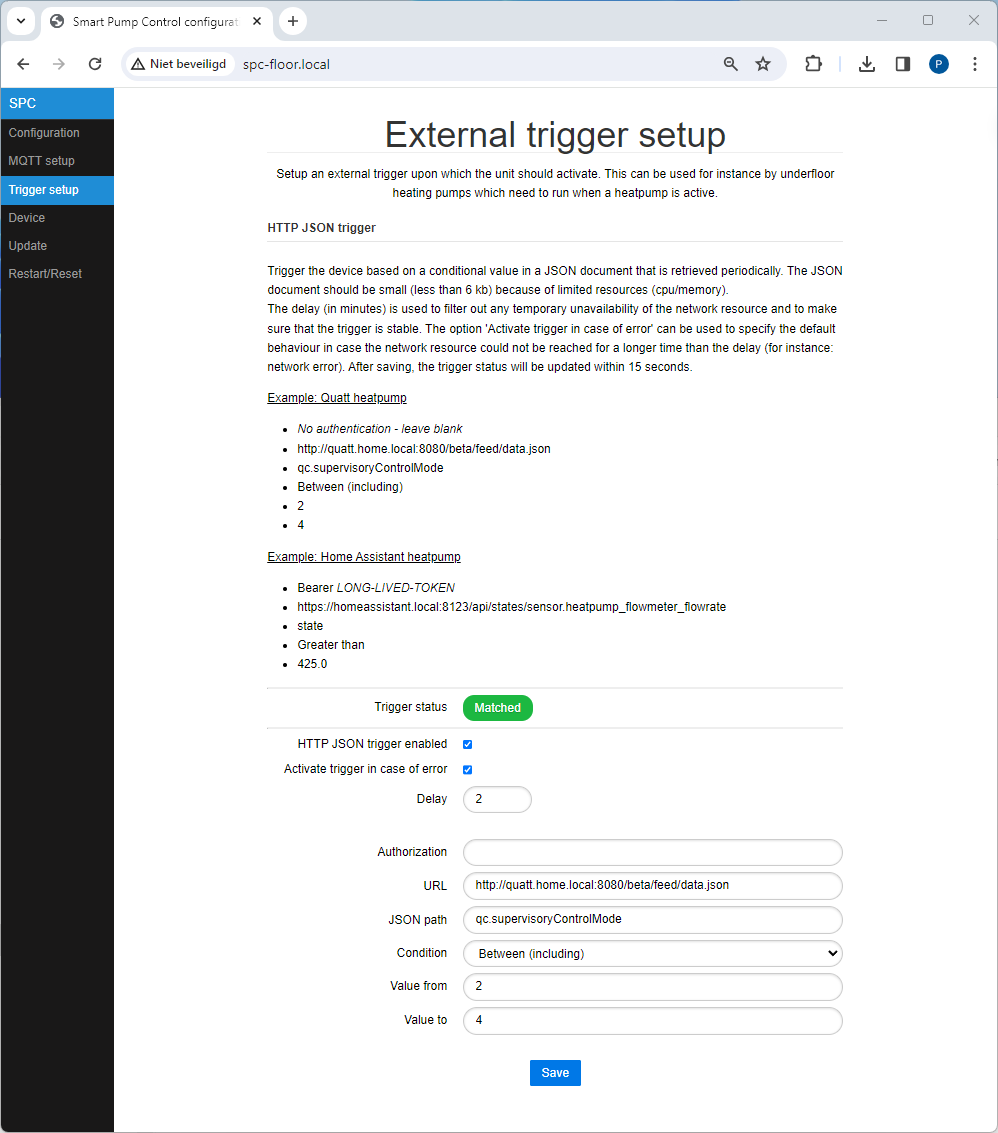 Smart Pump Control configurat
Niet beveiligd
spc-floor.local
P
SPC
Configuration
MQTT setup
Trigger setup
Device
Update
Restart/Reset
External trigger setup
Setup an external trigger upon which the unit should activate. This can be used for instance by underfloor
heating pumps which need to run when a heatpump is active.
HTTP JSON trigger
Trigger the device based on a conditional value in a JSON document that is retrieved periodically. The JSON
document should be small (less than 6 kb) because of limited resources (cpu/memory).
The delay (in minutes) is used to filter out any temporary unavailability of the network resource and to make
sure that the trigger is stable. The option 'Activate trigger in case of error' can be used to specify the default
behaviour in case the network resource could not be reached for a longer time than the delay (for instance:
network error). After saving, the trigger status will be updated within 15 seconds.
Example: Quatt heatpump
No authentication - leave blank
http://quatt.home.local:8080/beta/feed/data.json
qc.supervisoryControlMode
Between (including)
2
4
Example: Home Assistant heatpump
Bearer LONG-LIVED-TOKEN
https://homeassistant.local:8123/api/states/sensor.heatpump_flowmeter_flowrate
state
Greater than
425.0
Trigger status Matched
HTTP JSON trigger enabled
Activate trigger in case of error
Delay 2
Authorization
URL http://quatt.home.local:8080/beta/feed/data.json
JSON path qc.supervisoryControlMode
Condition Between (including)
Value from 2
Value to 4
Save